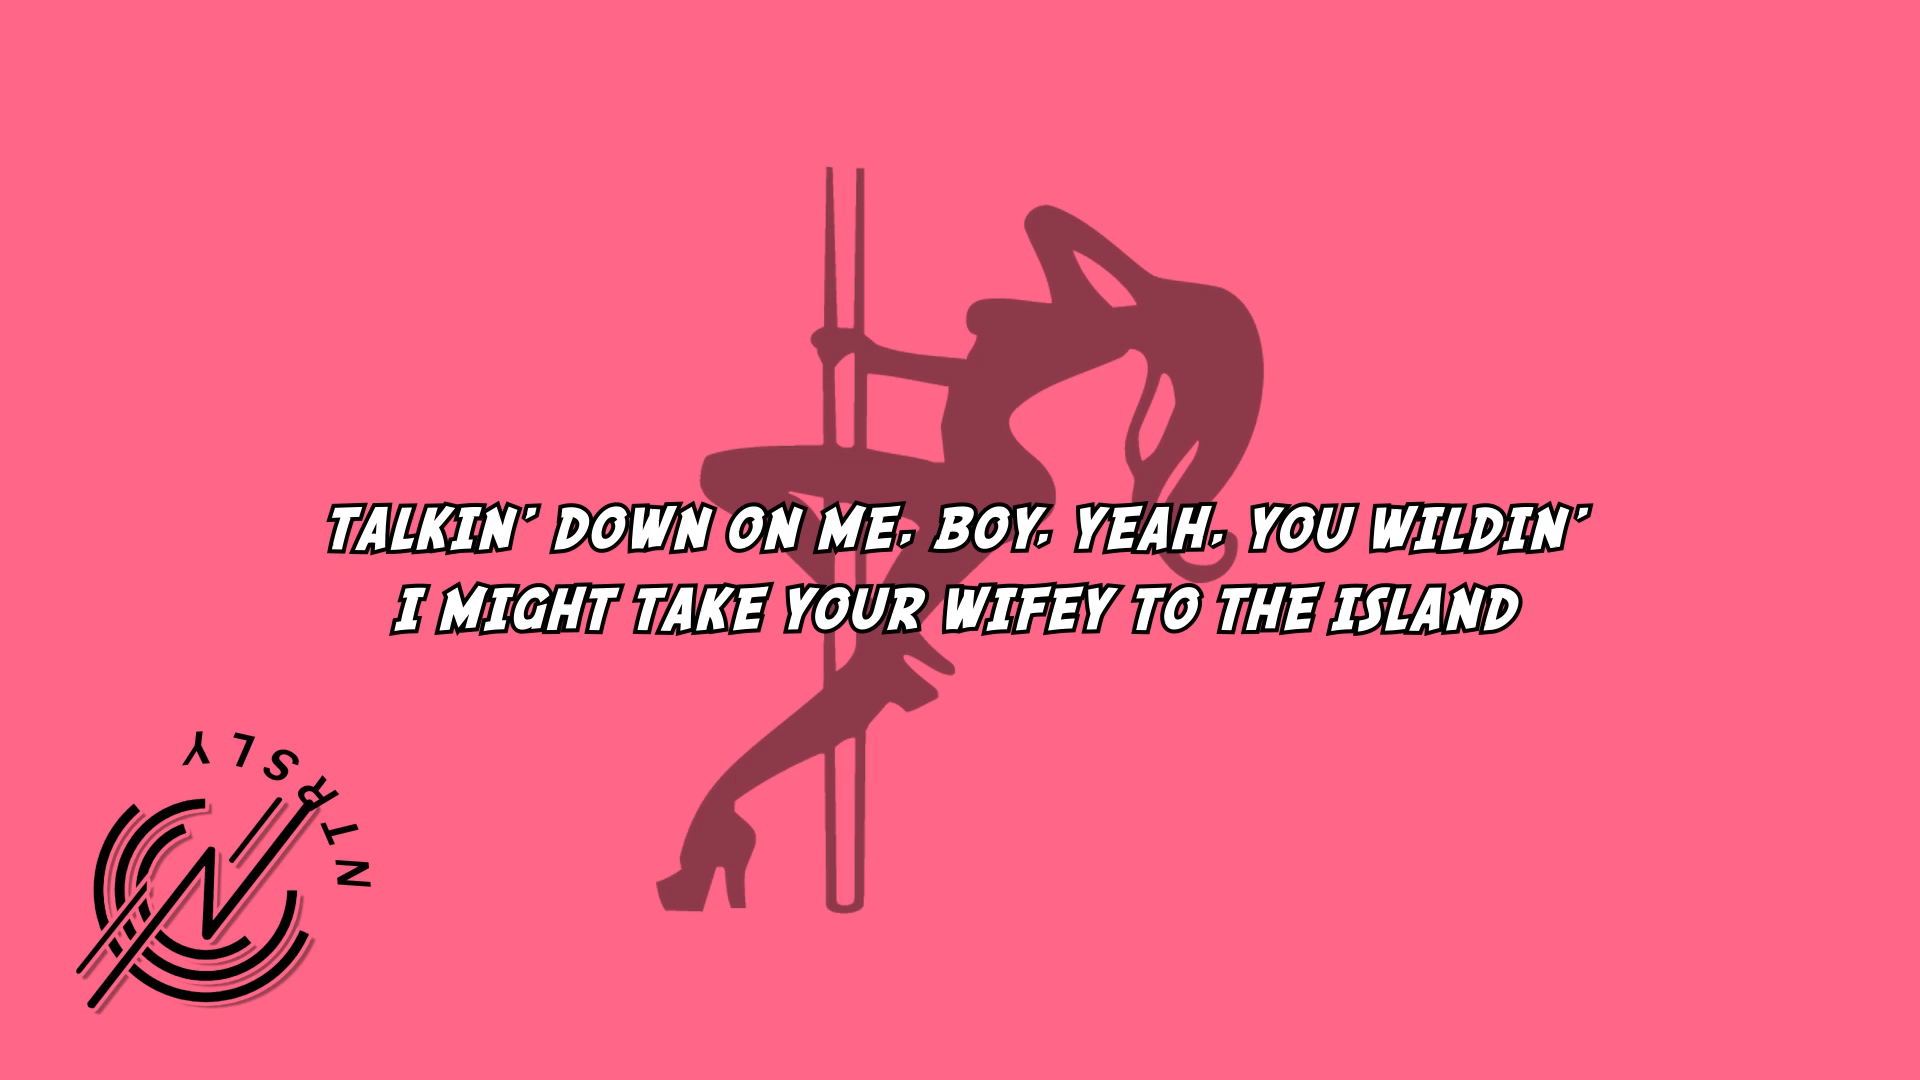 TALKIN' DOWN ON ME, BOY, YEAH, YOU WILDIN'
I MIGHT TAKE YOUR WIFEY TO THE ISLAND
NTRSLY